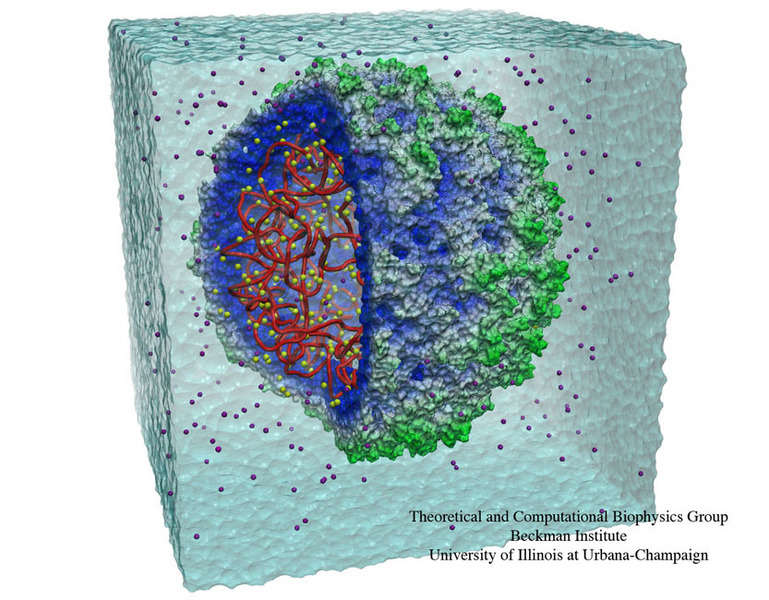 Theoretical and Computational Biophysics Group
Beckman Institute
University of Illinois at Urbana-Champaign